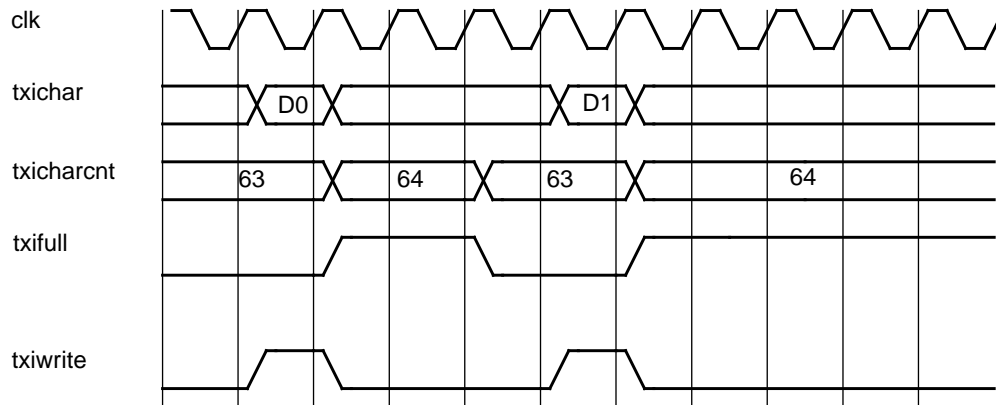 clk
txichar D0 D1
txicharcnt 63 64 63 64
txifull
txiwrite